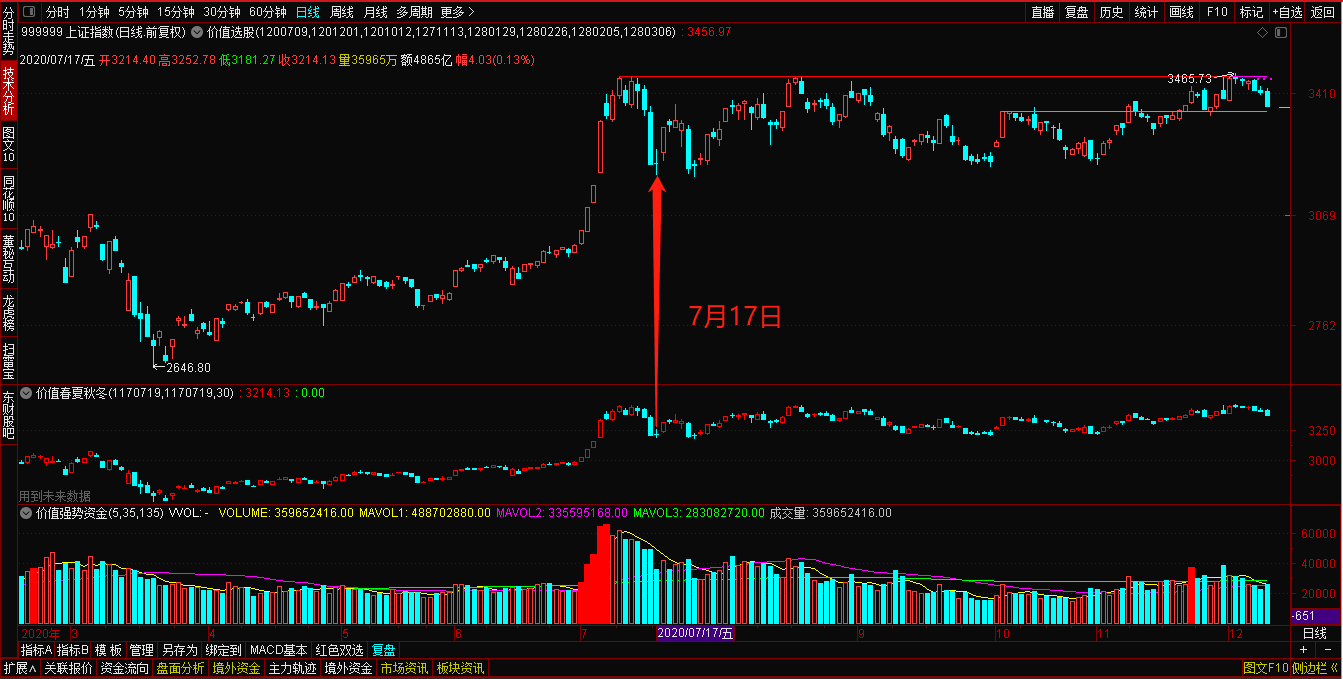 分时 1分钟 5分钟 15分钟 30分钟 60分钟 日线 周线 月线 多周期 更多 直播 复盘 历史 统计 画线 F10 标记 +自选 返回
分时走势
技术分析
图文10
同花顺10
董秘互动
龙虎榜
扫雷宝
东财股吧
999999 上证指数(日线.前复权) 价值选股(1200709,1201201,1201012,1271113,1280129,1280226,1280205,1280306) : 3456.97
2020/07/17/五 开3214.40 高3252.78 低3181.27 收3214.13 量35965万 额4865亿 幅4.03(0.13%)
3465.73
3410
3069
7月17日
2762
2646.80
价值春夏秋冬(1170719,1170719,30) : 3214.13 : 0.00
3250
3000
用到未来数据
价值强势资金(5,35,135) VVOL: - VOLUME: 359652416.00 MAVOL1: 488702880.00 MAVOL2: 335595168.00 MAVOL3: 283082720.00 成交量: 359652416.00
60000
40000
20000
-651
2020年 3 4 5 6 7 2020/07/17/五 9 10 11 12 日线
指标A 指标B 模板 管理 另存为 绑定到 MACD基本 红色双选 复盘 + -
扩展∧ 关联报价 资金流向 盘面分析 境外资金 主力轨迹 境外资金 市场资讯 板块资讯 图文F10 侧边栏《